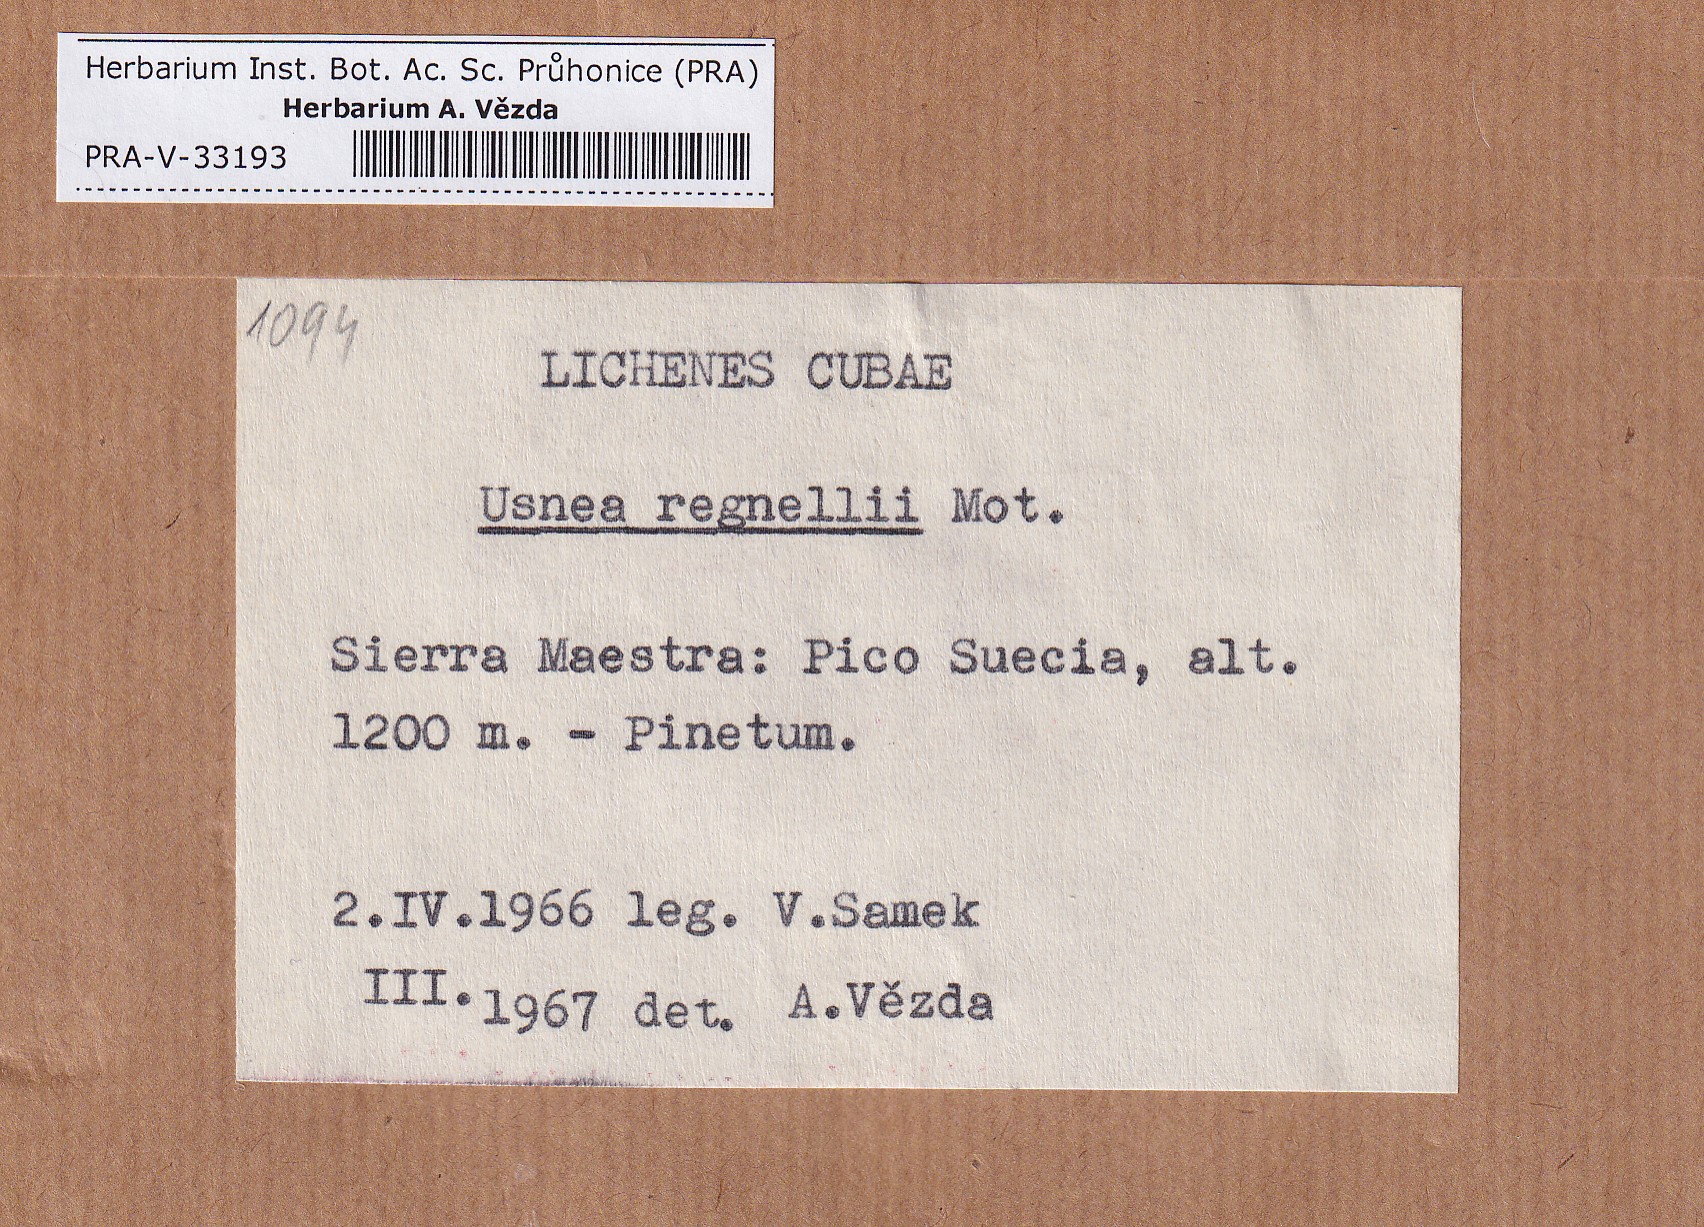 Herbarium Inst. Bot. Ac. Sc. Průhonice (PRA)
Herbarium A. Vězda
PRA-V-33193
1094
LICHENES CUBAE
Usnea regnellii Mot.
Sierra Maestra: Pico Suecia, alt.
1200 m. - Pinetum.
2.IV.1966 leg. V.Samek
III.1967 det. A.Vězda